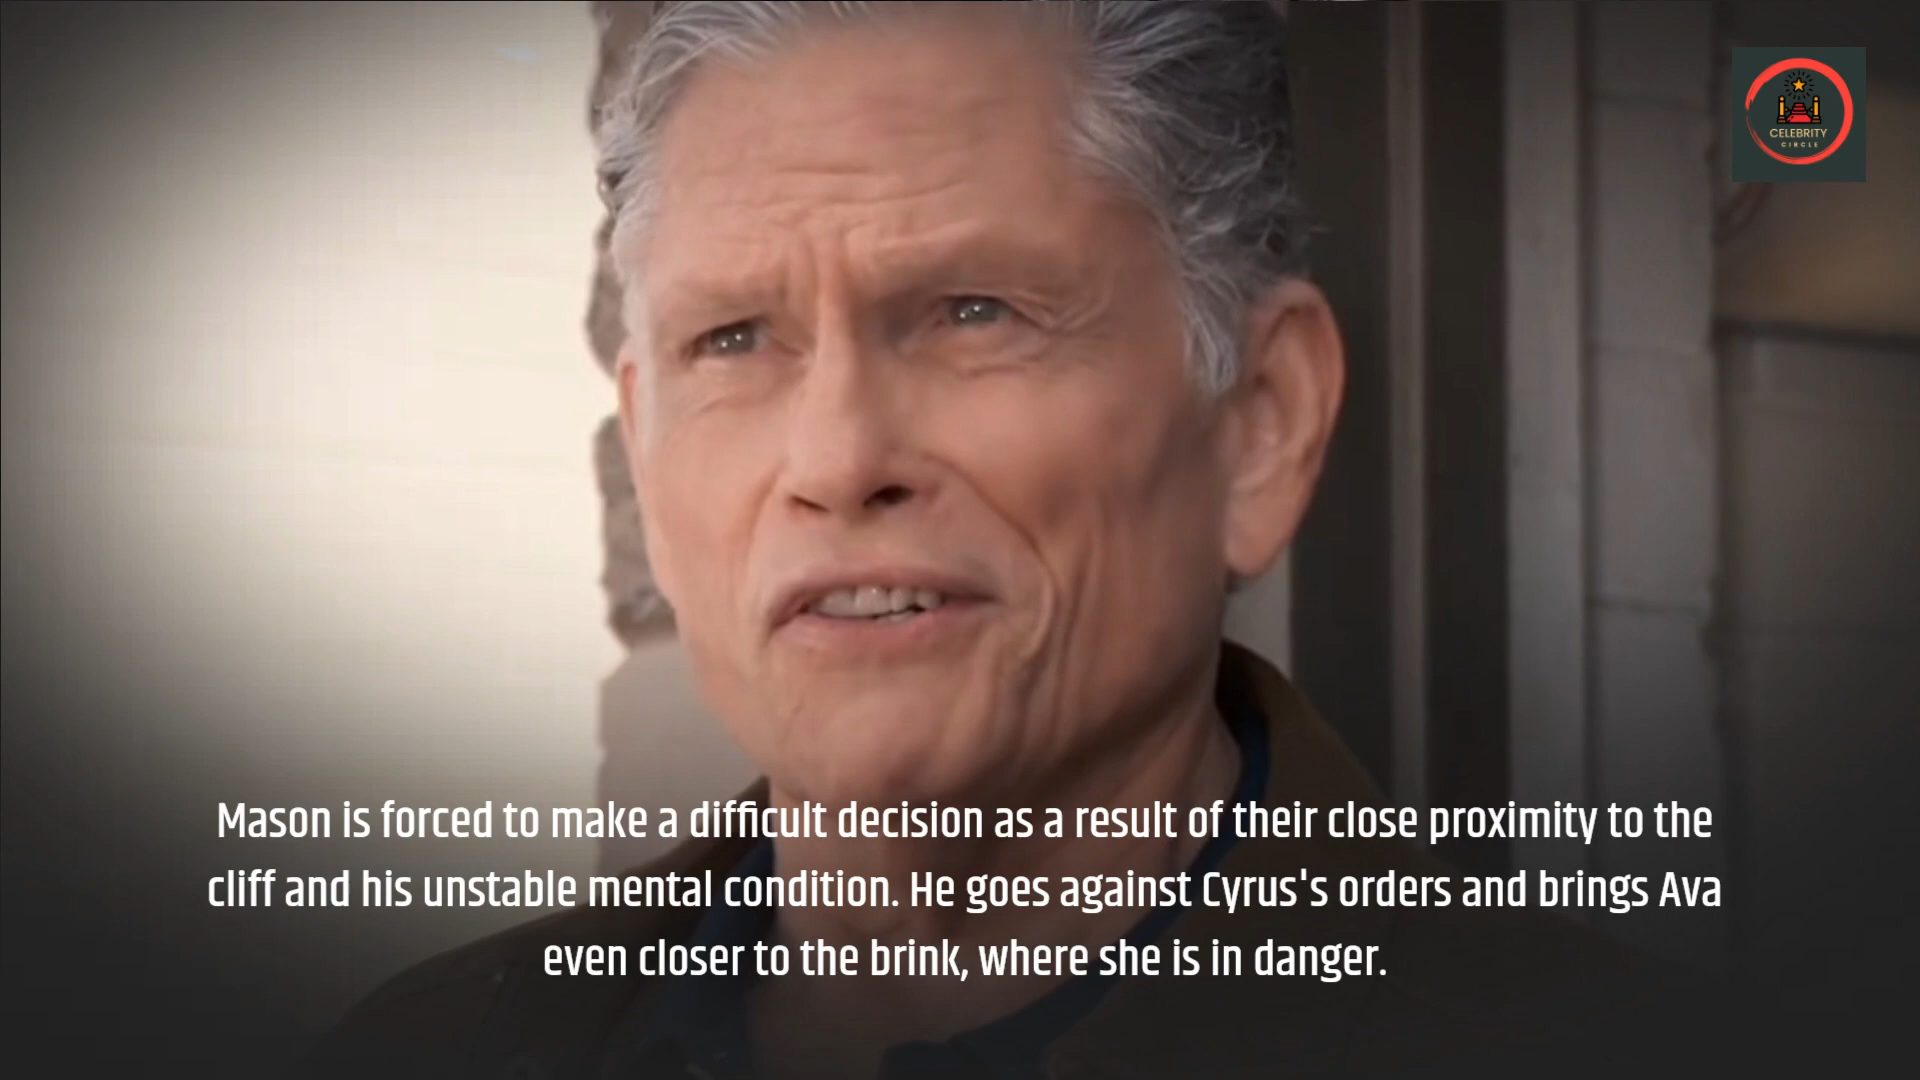 CELEBRITY
CIRCLE
Mason is forced to make a difficult decision as a result of their close proximity to the
cliff and his unstable mental condition. He goes against Cyrus's orders and brings Ava
even closer to the brink, where she is in danger.